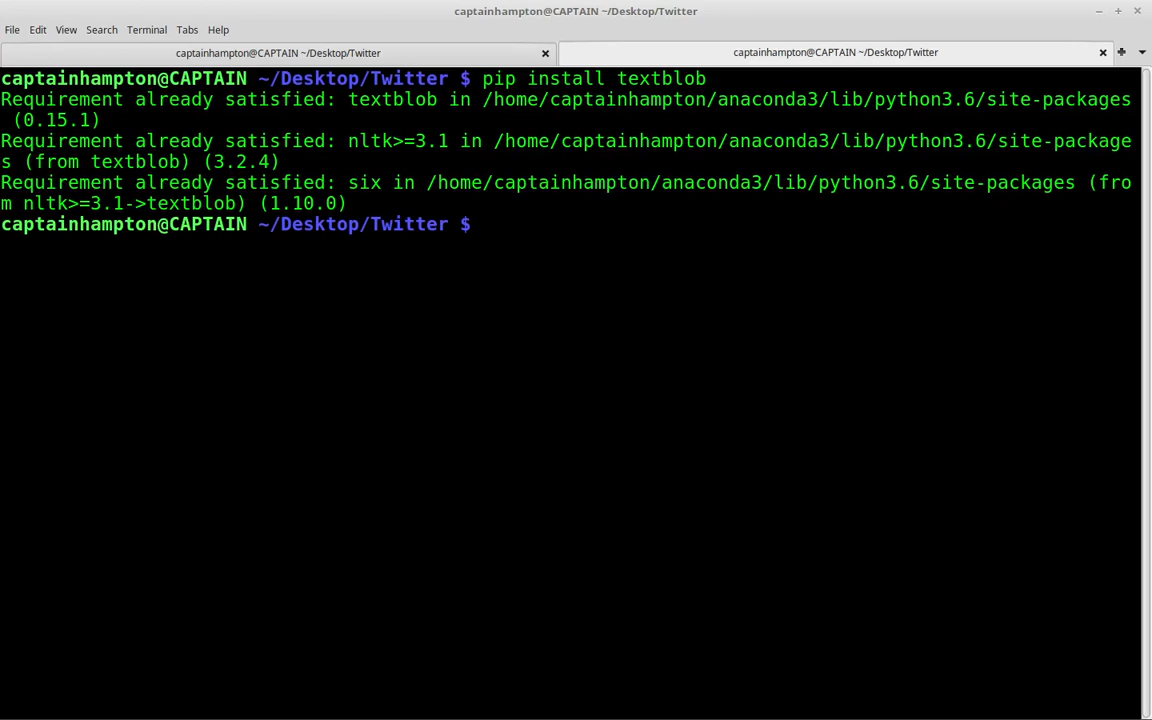 captainhampton@CAPTAIN ~/Desktop/Twitter
File Edit View Search Terminal Tabs Help
captainhampton@CAPTAIN ~/Desktop/Twitter captainhampton@CAPTAIN ~/Desktop/Twitter
captainhampton@CAPTAIN ~/Desktop/Twitter $ pip install textblob
Requirement already satisfied: textblob in /home/captainhampton/anaconda3/lib/python3.6/site-packages
 (0.15.1)
Requirement already satisfied: nltk>=3.1 in /home/captainhampton/anaconda3/lib/python3.6/site-package
s (from textblob) (3.2.4)
Requirement already satisfied: six in /home/captainhampton/anaconda3/lib/python3.6/site-packages (fro
m nltk>=3.1->textblob) (1.10.0)
captainhampton@CAPTAIN ~/Desktop/Twitter $